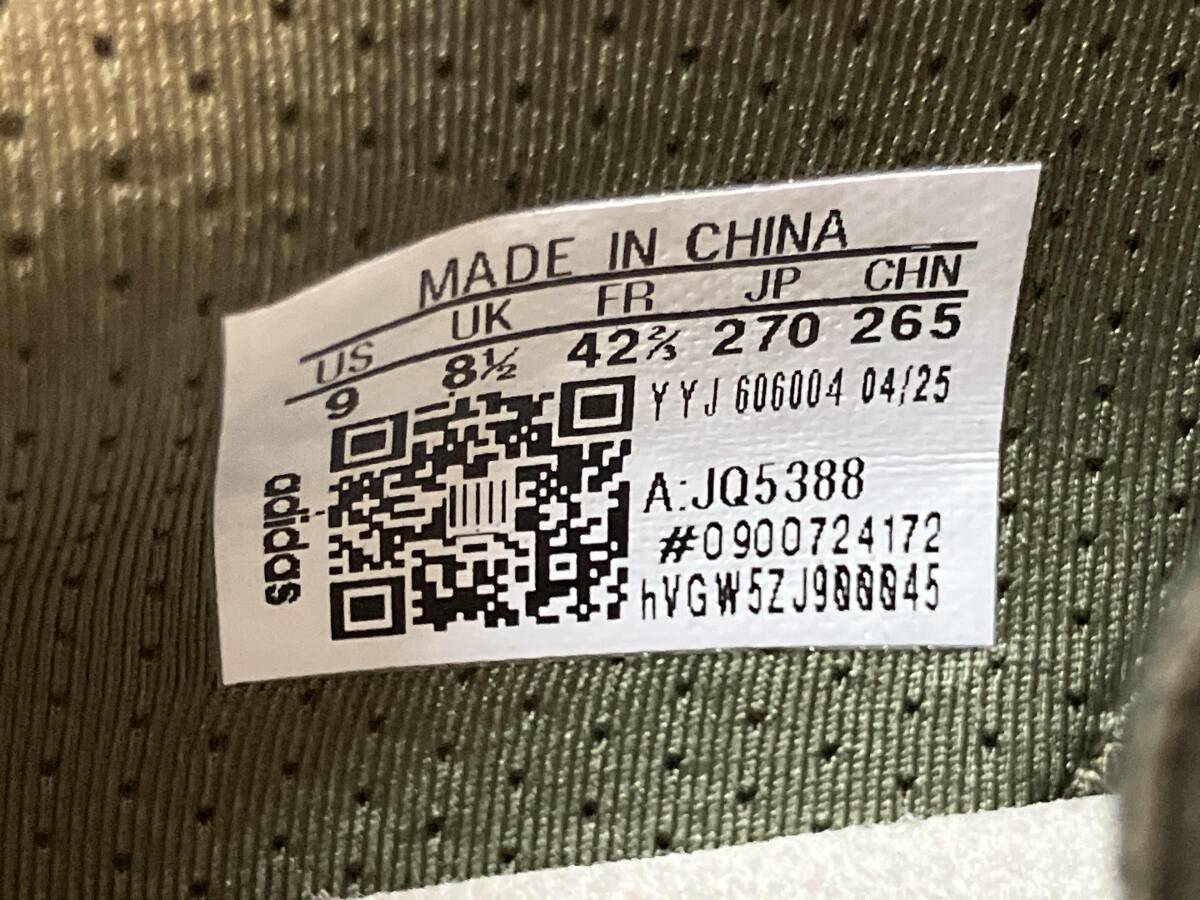 MADE IN CHINA
US UK FR JP CHN
9 8½ 42⅔ 270 265
YYJ 606004 04/25
A:JQ5388
#0900724172
hVGW5ZJ900045
adidas